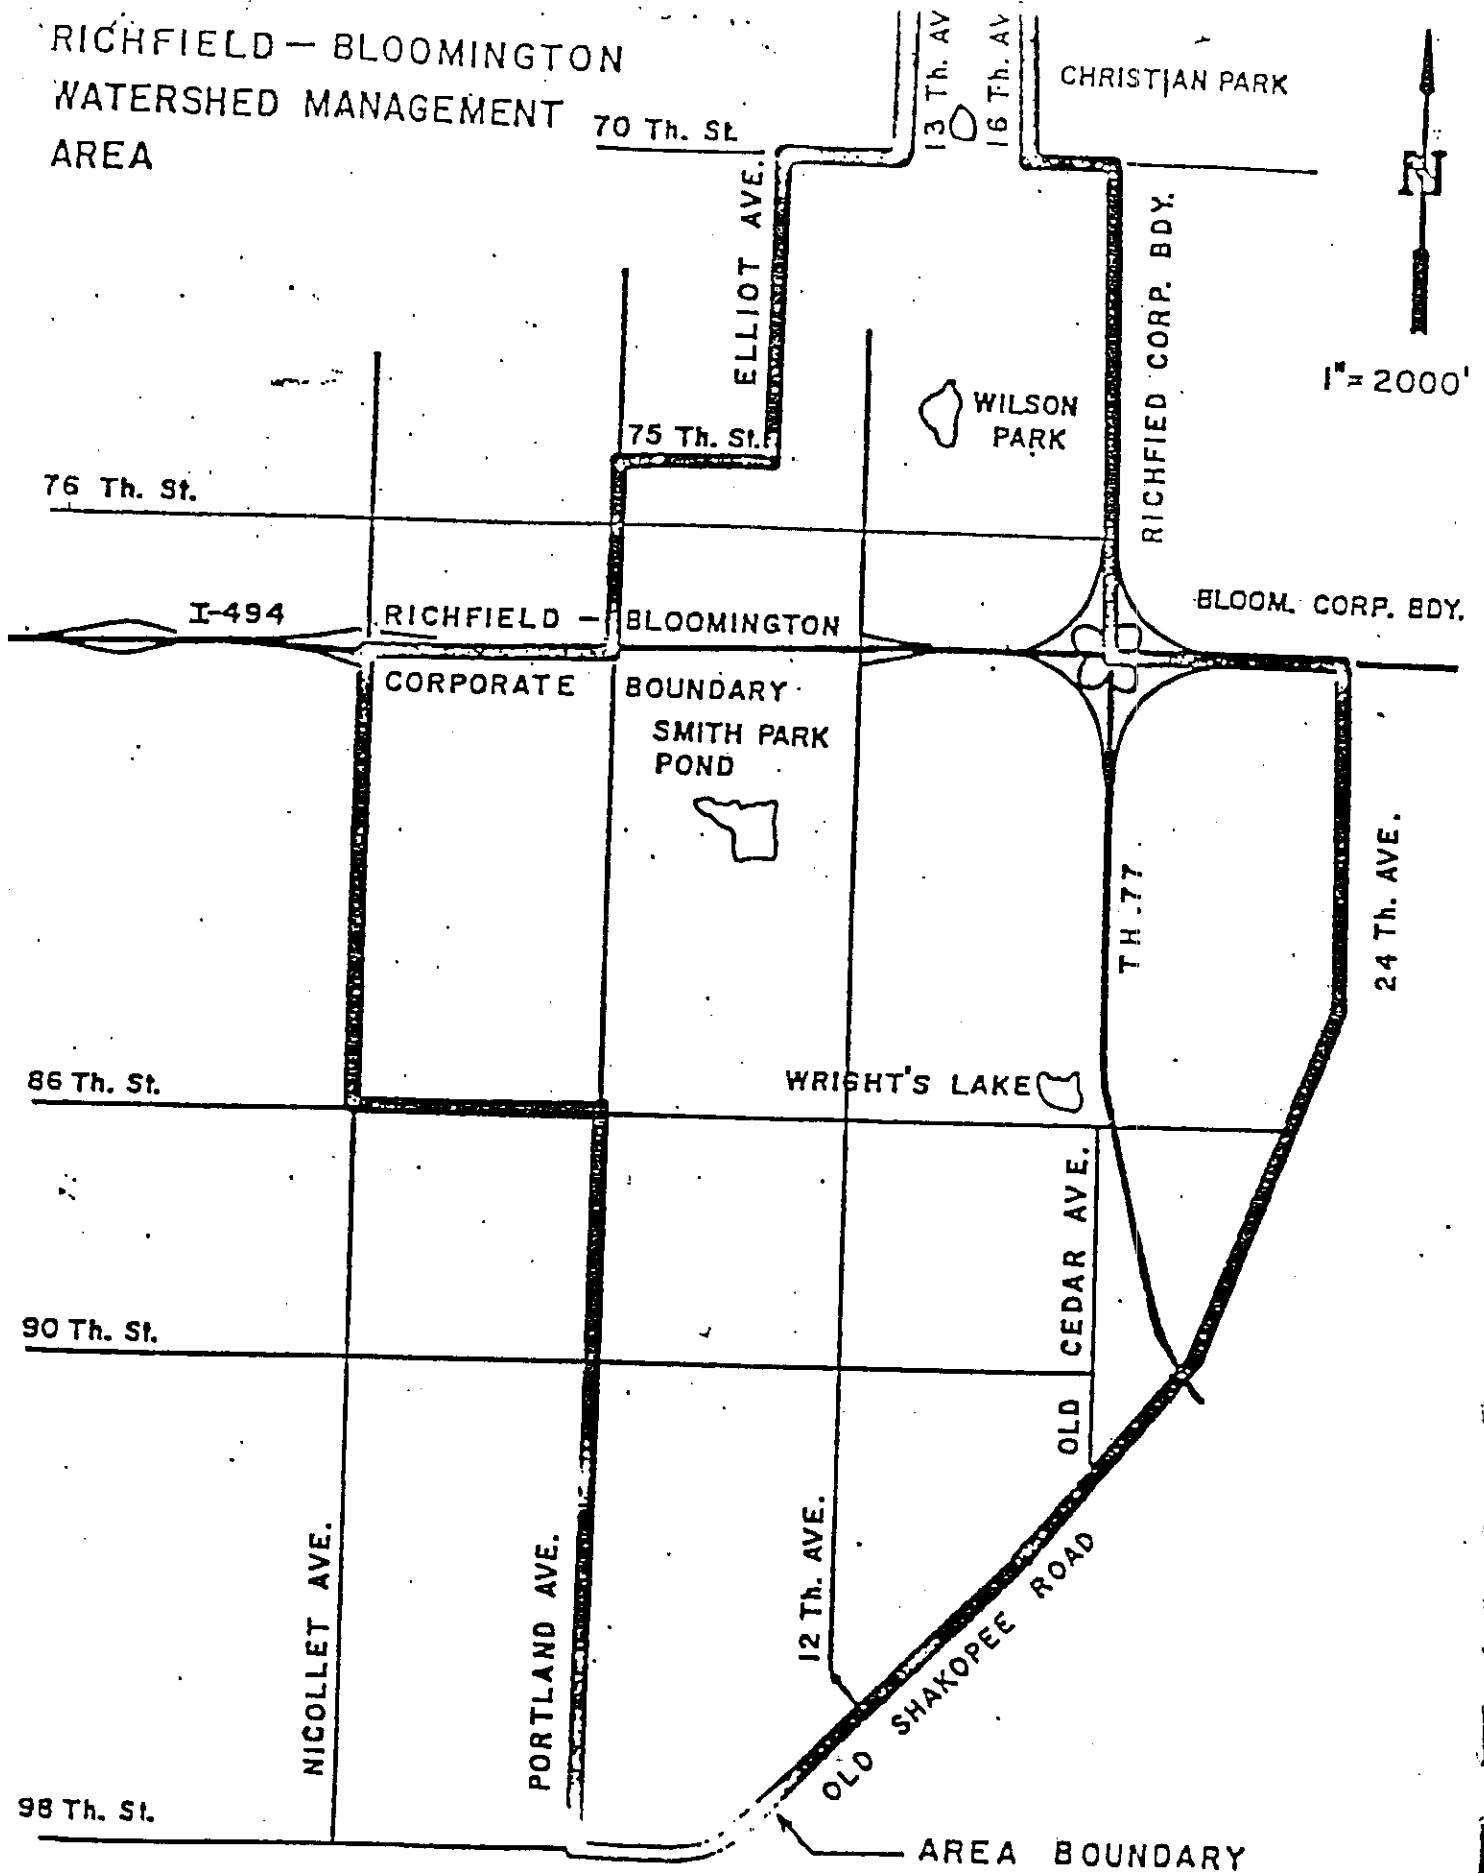 RICHFIELD — BLOOMINGTON
WATERSHED MANAGEMENT
AREA
70 Th. St.
13 Th. AV
16 Th. AV
CHRISTIAN PARK
N
1"= 2000'
ELLIOT AVE.
RICHFIED CORP. BDY.
WILSON
PARK
75 Th. St.
76 Th. St.
I-494
RICHFIELD — BLOOMINGTON
BLOOM. CORP. BDY.
CORPORATE BOUNDARY
SMITH PARK
POND
TH.77
24 Th. AVE.
86 Th. St.
WRIGHT'S LAKE
OLD CEDAR AVE.
90 Th. St.
NICOLLET AVE.
PORTLAND AVE.
12 Th. AVE.
OLD SHAKOPEE ROAD
98 Th. St.
AREA BOUNDARY